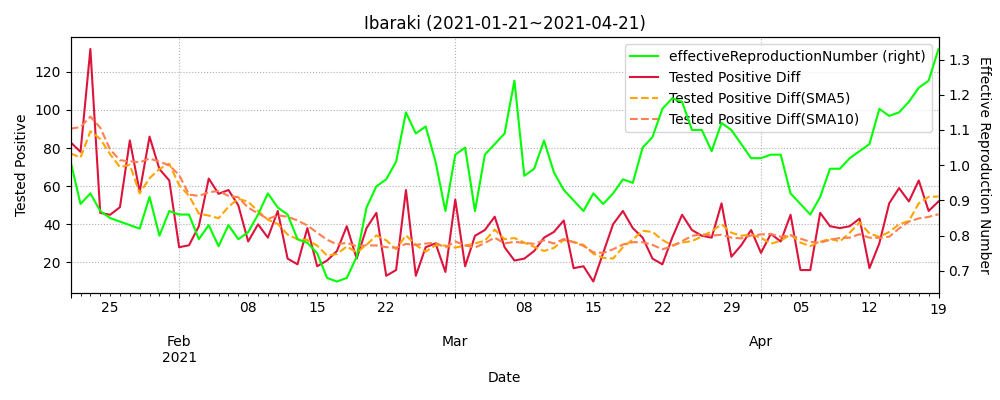 Ibaraki (2021-01-21~2021-04-21)
effectiveReproductionNumber (right)
Tested Positive Diff
Tested Positive Diff(SMA5)
Tested Positive Diff(SMA10)
Tested Positive
120
100
80
60
40
20
1.3
1.2
1.1
1.0
0.9
0.8
0.7
Effective Reproduction Number
25 08 15 22 08 15 22 29 05 12 19
Feb Mar Apr
2021
Date